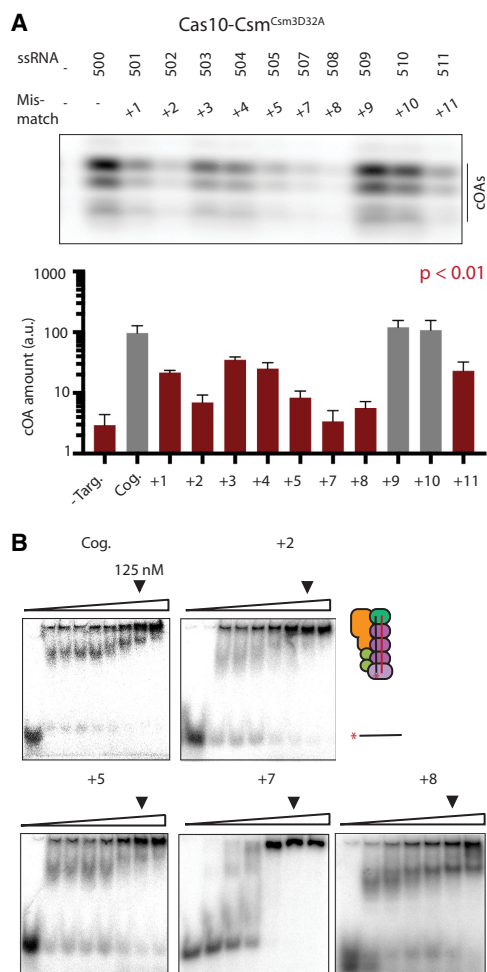 A
Cas10-Csm^Csm3D32A
ssRNA - 500 501 502 503 504 505 507 508 509 510 511
Mis-
match - - +1 +2 +3 +4 +5 +7 +8 +9 +10 +11
cOAs
p < 0.01
cOA amount (a.u.)
1000
100
10
1
-Targ. Cog. +1 +2 +3 +4 +5 +7 +8 +9 +10 +11
B
Cog. +2
125 nM
*
*
+5 +7 +8